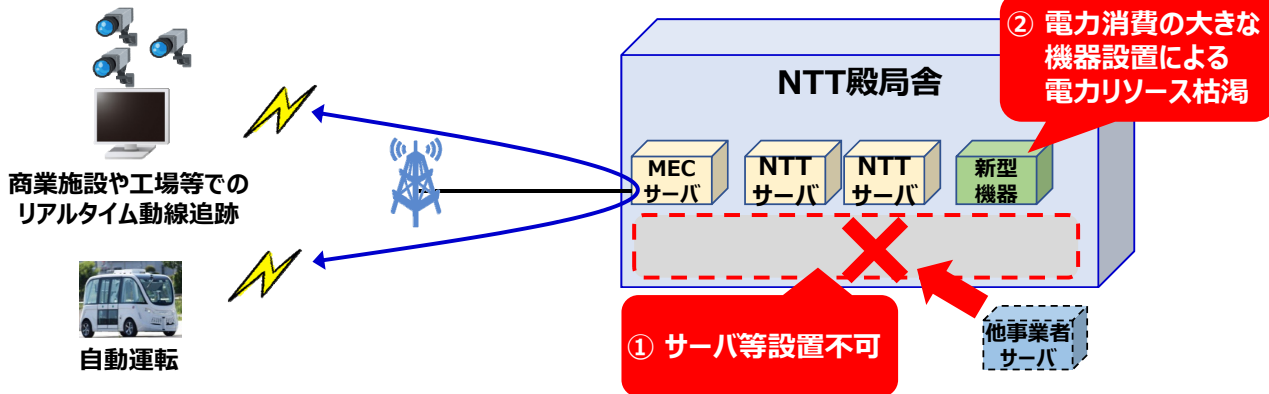 ② 電力消費の大きな
機器設置による
電力リソース枯渇
NTT殿局舎
MEC
サーバ
NTT
サーバ
NTT
サーバ
新型
機器
商業施設や工場等での
リアルタイム動線追跡
① サーバ等設置不可
他事業者
サーバ
自動運転